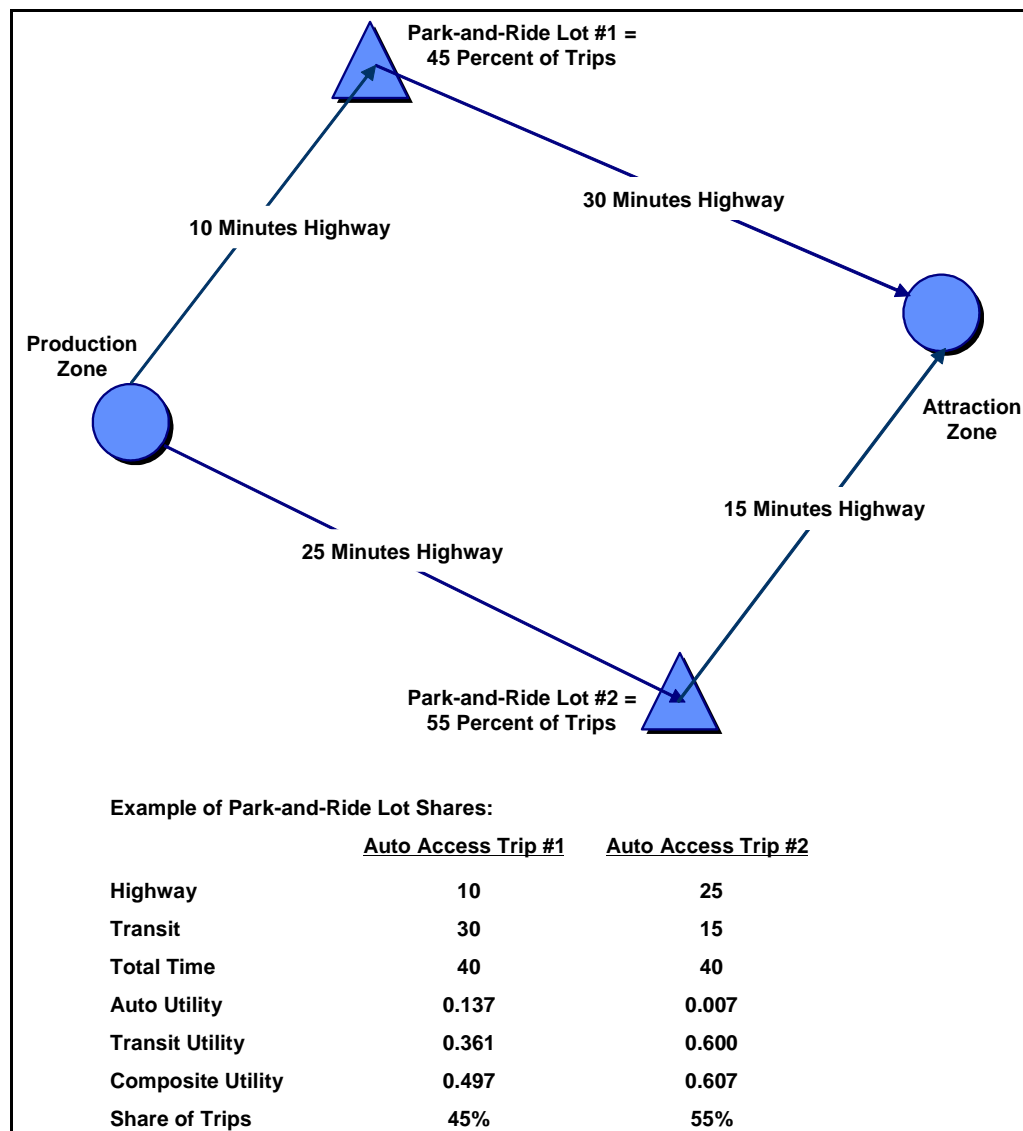 Park-and-Ride Lot #1 =
45 Percent of Trips
30 Minutes Highway
10 Minutes Highway
Production
Zone
Attraction
Zone
15 Minutes Highway
25 Minutes Highway
Park-and-Ride Lot #2 =
55 Percent of Trips
Example of Park-and-Ride Lot Shares:
Auto Access Trip #1 Auto Access Trip #2
Highway 10 25
Transit 30 15
Total Time 40 40
Auto Utility 0.137 0.007
Transit Utility 0.361 0.600
Composite Utility 0.497 0.607
Share of Trips 45% 55%